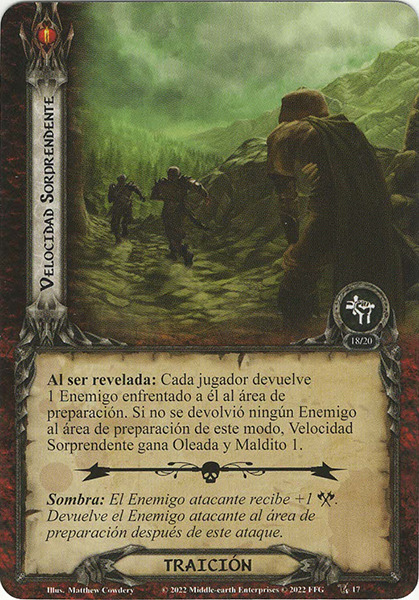 VELOCIDAD SORPRENDENTE
18/20
Al ser revelada: Cada jugador devuelve
1 Enemigo enfrentado a él al área de
preparación. Si no se devolvió ningún Enemigo
al área de preparación de este modo, Velocidad
Sorprendente gana Oleada y Maldito 1.
Sombra: El Enemigo atacante recibe +1 .
Devuelve el Enemigo atacante al área de
preparación después de este ataque.
TRAICIÓN
Illus. Matthew Cowdery © 2022 Middle-earth Enterprises © 2022 FFG 17